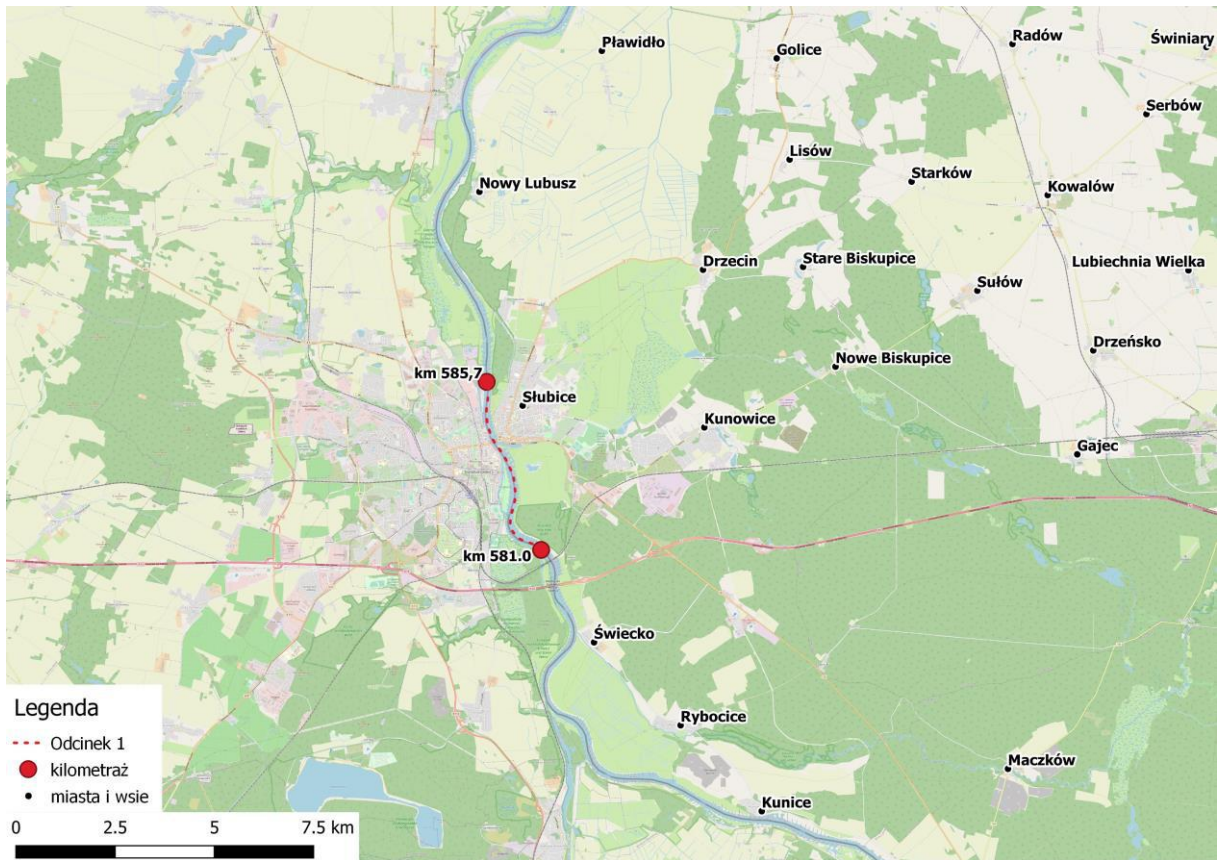 Pławidło
Golice
Radów
Świniary
Serbów
Lisów
Starków
Kowalów
Nowy Lubusz
Drzecin
Stare Biskupice
Lubiechnia Wielka
Sułów
Drzeńsko
Nowe Biskupice
km 585,7
Słubice
Kunowice
Gajec
km 581.0
Świecko
Rybocice
Maczków
Kunice
Legenda
Odcinek 1
kilometraż
miasta i wsie
0 2.5 5 7.5 km